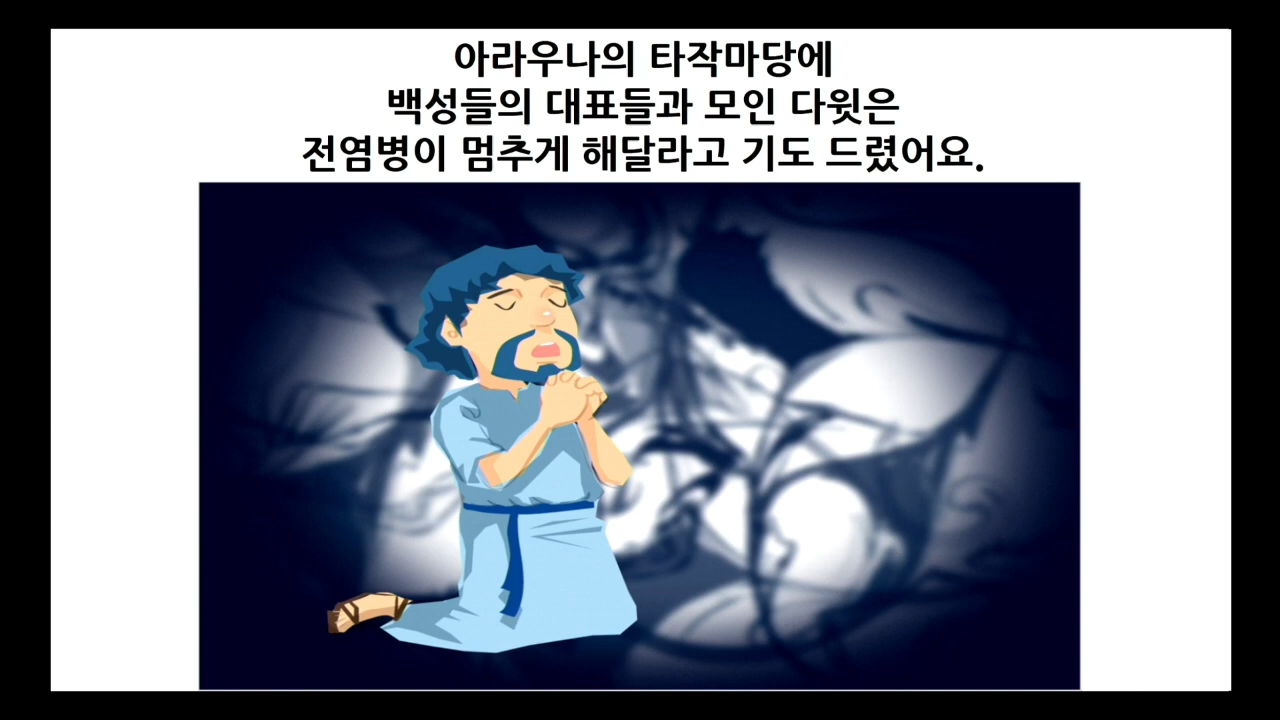 아라우나의 타작마당에
백성들의 대표들과 모인 다윗은
전염병이 멈추게 해달라고 기도 드렸어요.